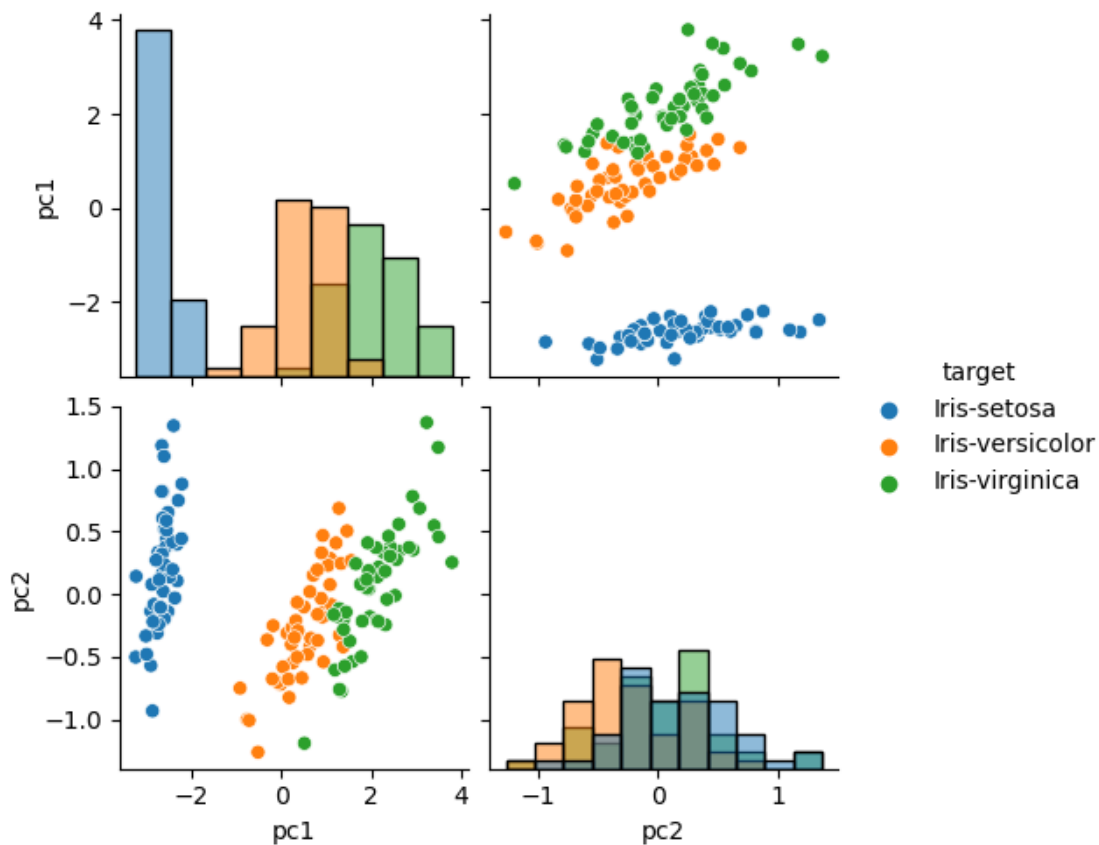 4
2
0
−2
pc1
target
Iris-setosa
Iris-versicolor
Iris-virginica
1.5
1.0
0.5
0.0
−0.5
−1.0
pc2
−2 0 2 4
pc1
−1 0 1
pc2